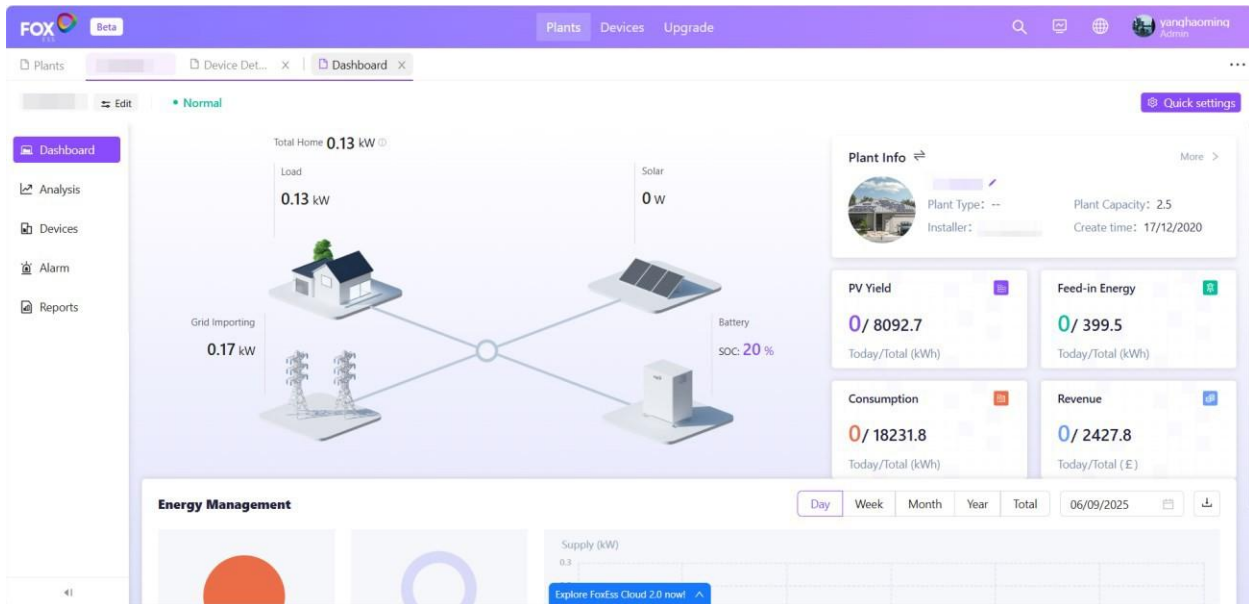 FOX ESS Beta Plants Devices Upgrade yanghaoming
Admin
Plants Device Det... X Dashboard X ...
Edit Normal Quick settings
Dashboard
Analysis
Devices
Alarm
Reports
Total Home 0.13 kW
Load
0.13 kW
Solar
0 W
Grid Importing
0.17 kW
Battery
SOC: 20 %
Plant Info More >
Plant Type: -- Plant Capacity: 2.5
Installer: Create time: 17/12/2020
PV Yield
0/ 8092.7
Today/Total (kWh)
Feed-in Energy
0/ 399.5
Today/Total (kWh)
Consumption
0/ 18231.8
Today/Total (kWh)
Revenue
0/ 2427.8
Today/Total (£)
Energy Management Day Week Month Year Total 06/09/2025
Supply (kW)
0.3
Explore FoxEss Cloud 2.0 now!